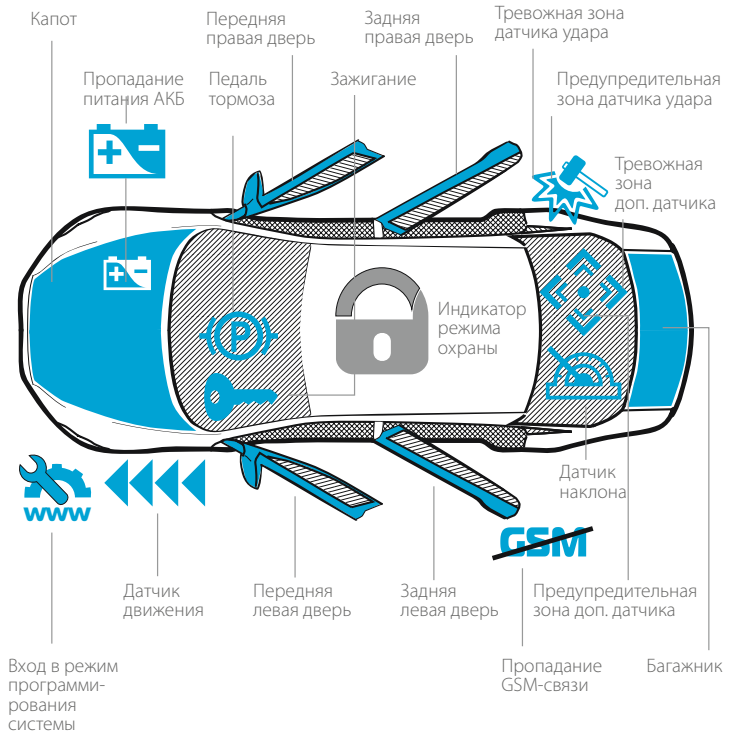 Капот
Передняя
правая дверь
Задняя
правая дверь
Тревожная зона
датчика удара
Пропадание
питания АКБ
Педаль
тормоза
Зажигание
Предупредительная
зона датчика удара
Тревожная
зона
доп. датчика
P
Индикатор
режима
охраны
Датчик
наклона
www
GSM
Датчик
движения
Передняя
левая дверь
Задняя
левая дверь
Предупредительная
зона доп. датчика
Вход в режим
программи-
рования
системы
Пропадание
GSM-связи
Багажник